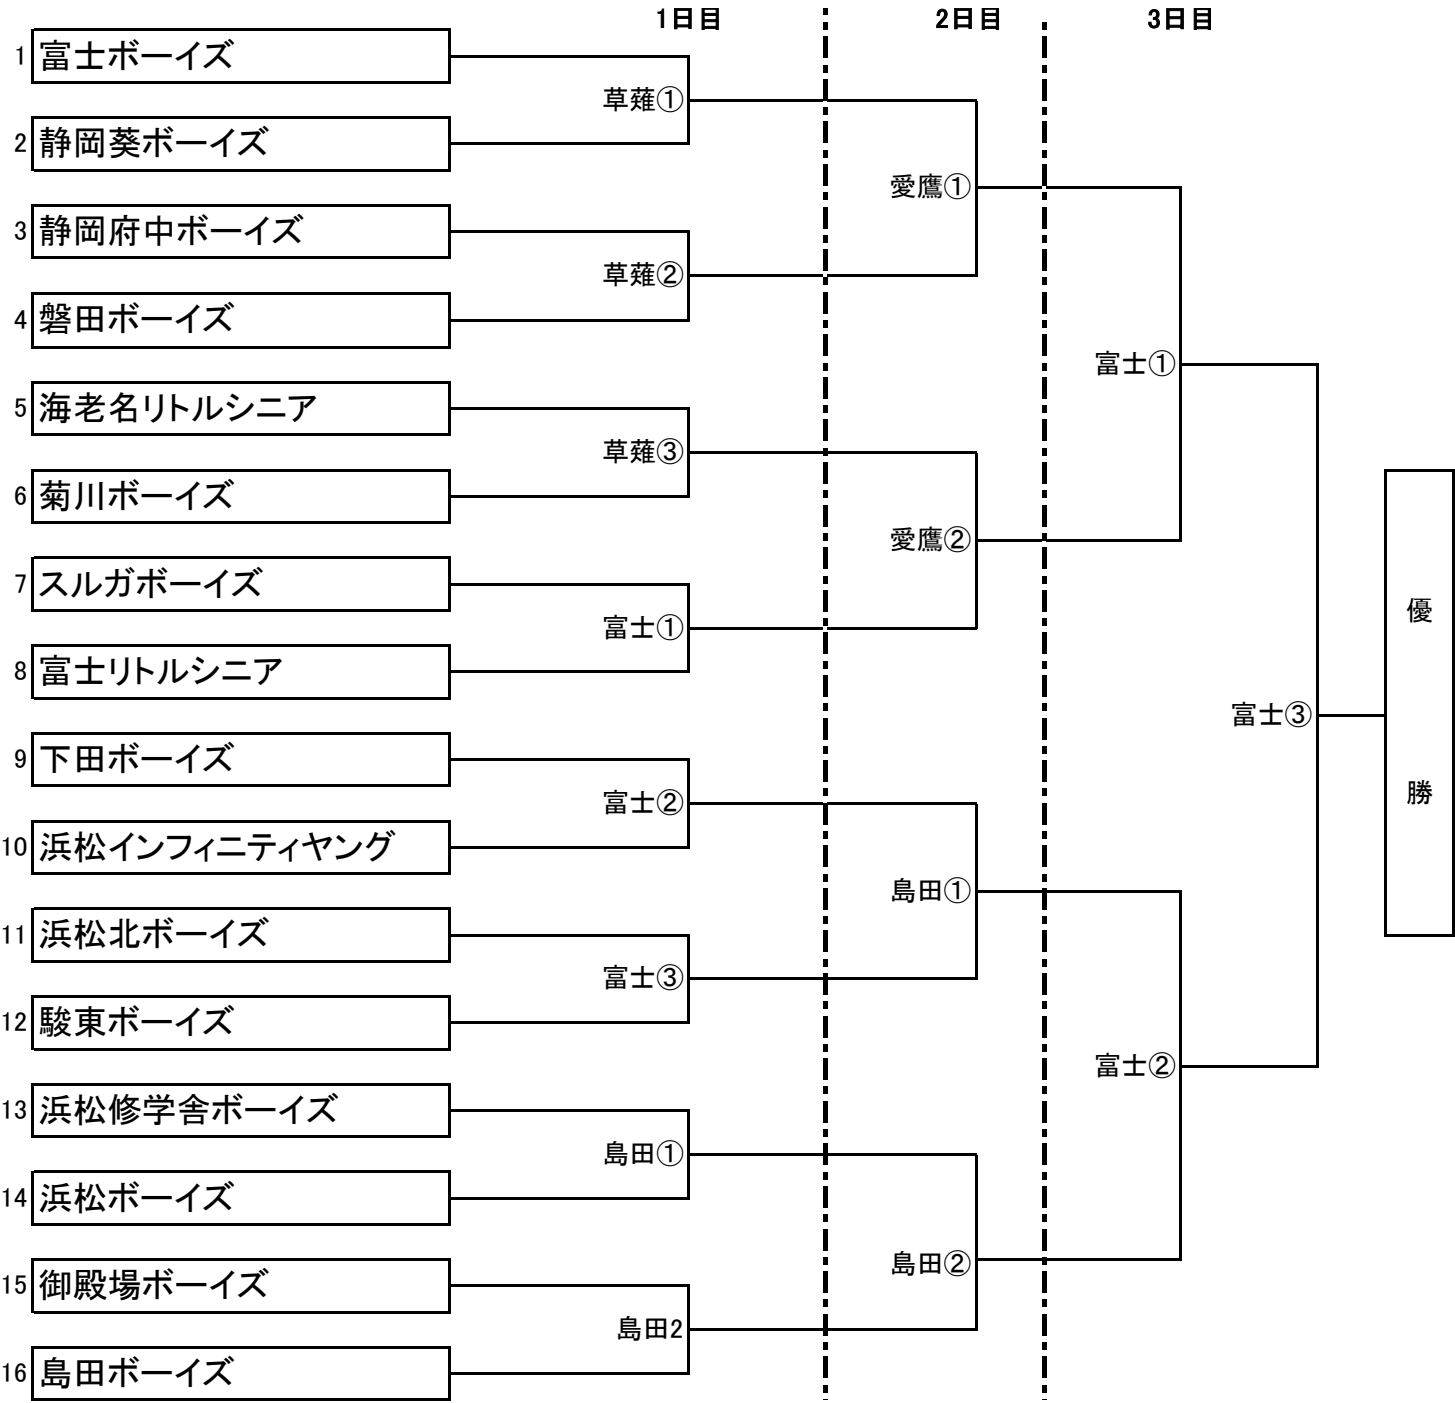 1日目
2日目
3日目
1 富士ボーイズ
草薙①
2 静岡葵ボーイズ
愛鷹①
3 静岡府中ボーイズ
草薙②
4 磐田ボーイズ
富士①
5 海老名リトルシニア
草薙③
6 菊川ボーイズ
愛鷹②
7 スルガボーイズ
富士①
8 富士リトルシニア
富士③
優勝
9 下田ボーイズ
富士②
10 浜松インフィニティヤング
島田①
11 浜松北ボーイズ
富士③
12 駿東ボーイズ
富士②
13 浜松修学舎ボーイズ
島田①
14 浜松ボーイズ
島田②
15 御殿場ボーイズ
島田2
16 島田ボーイズ